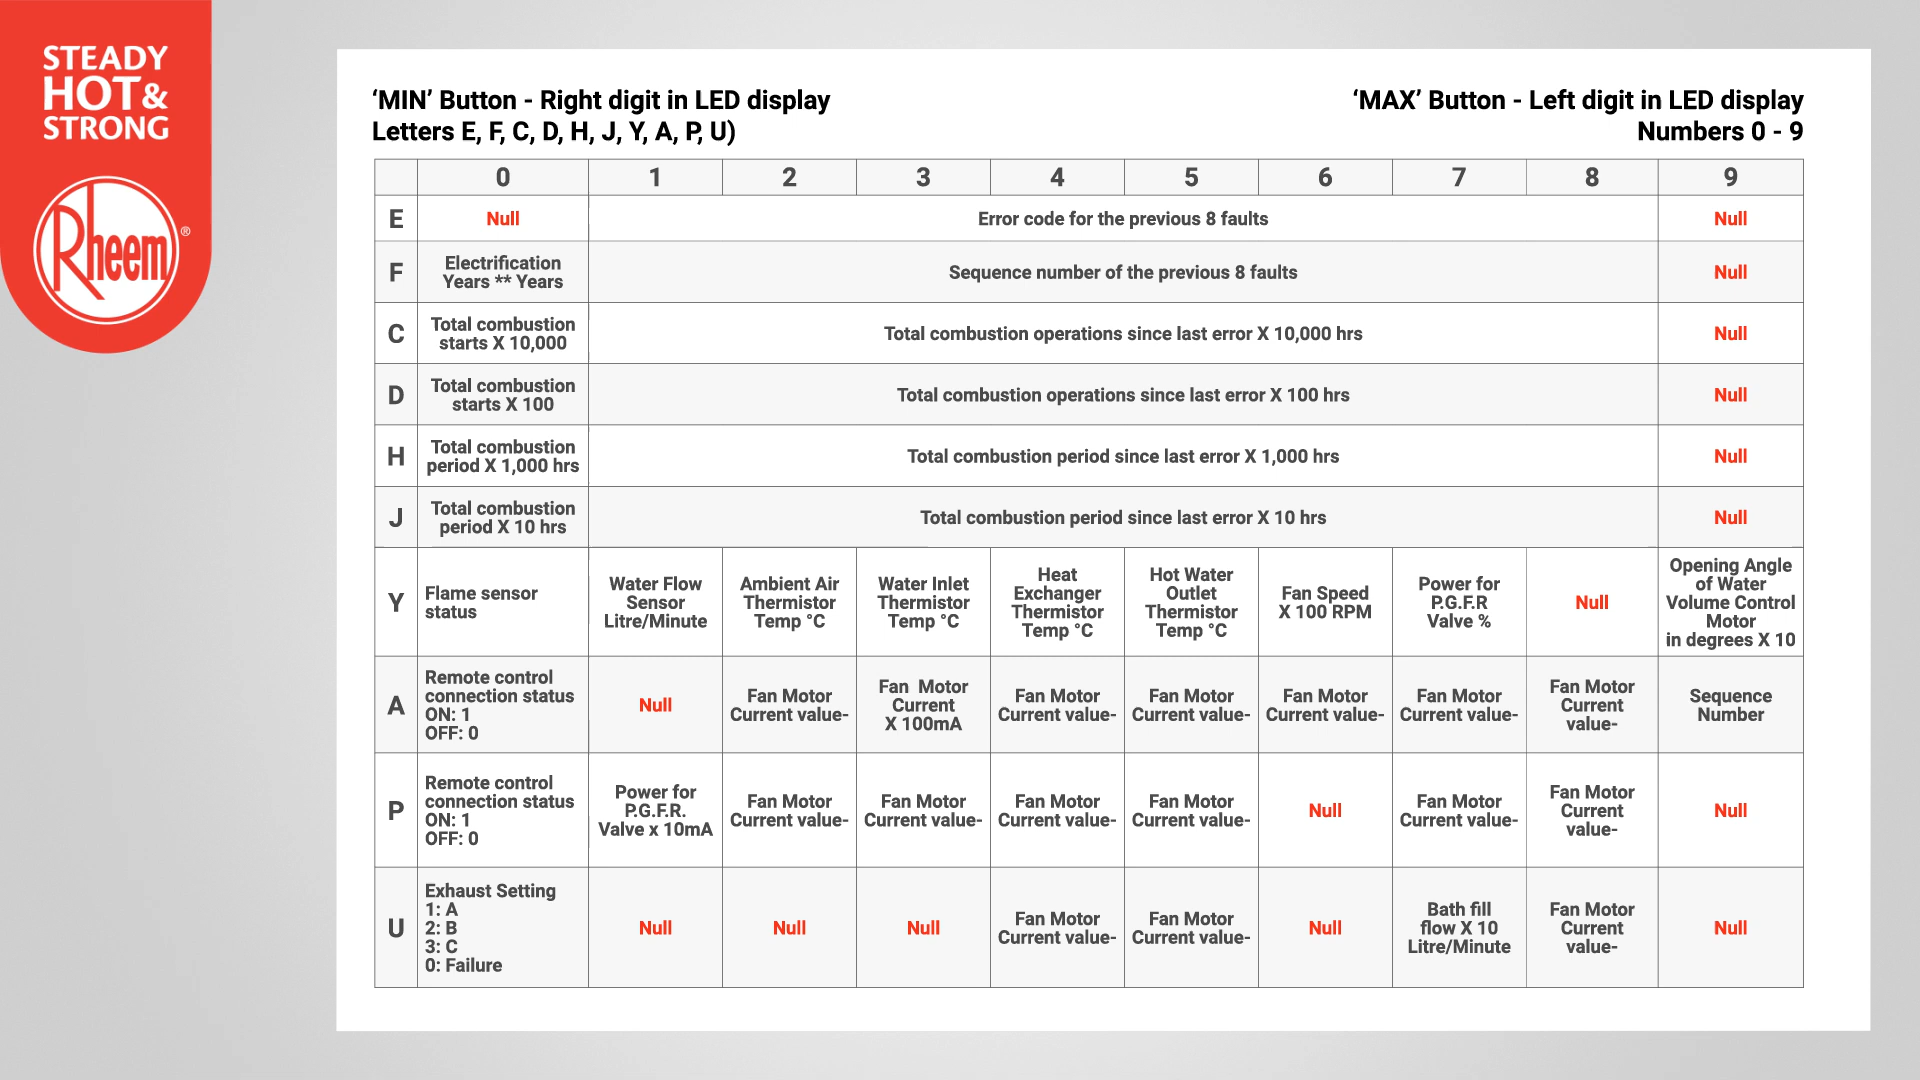 STEADY
HOT&
STRONG
Rheem®
‘MIN’ Button - Right digit in LED display
Letters E, F, C, D, H, J, Y, A, P, U)
‘MAX’ Button - Left digit in LED display
Numbers 0 - 9
0 1 2 3 4 5 6 7 8 9
E
Null
Error code for the previous 8 faults
Null
F
Electrification
Years ** Years
Sequence number of the previous 8 faults
Null
C
Total combustion
starts X 10,000
Total combustion operations since last error X 10,000 hrs
Null
D
Total combustion
starts X 100
Total combustion operations since last error X 100 hrs
Null
H
Total combustion
period X 1,000 hrs
Total combustion period since last error X 1,000 hrs
Null
J
Total combustion
period X 10 hrs
Total combustion period since last error X 10 hrs
Null
Y
Flame sensor
status
Water Flow
Sensor
Litre/Minute
Ambient Air
Thermistor
Temp °C
Water Inlet
Thermistor
Temp °C
Heat
Exchanger
Thermistor
Temp °C
Hot Water
Outlet
Thermistor
Temp °C
Fan Speed
X 100 RPM
Power for
P.G.F.R
Valve %
Null
Opening Angle
of Water
Volume Control
Motor
in degrees X 10
A
Remote control
connection status
ON: 1
OFF: 0
Null
Fan Motor
Current value-
Fan Motor
Current
X 100mA
Fan Motor
Current value-
Fan Motor
Current value-
Fan Motor
Current value-
Fan Motor
Current value-
Fan Motor
Current
value-
Sequence
Number
P
Remote control
connection status
ON: 1
OFF: 0
Power for
P.G.F.R.
Valve x 10mA
Fan Motor
Current value-
Fan Motor
Current value-
Fan Motor
Current value-
Fan Motor
Current value-
Null
Fan Motor
Current value-
Fan Motor
Current
value-
Null
U
Exhaust Setting
1: A
2: B
3: C
0: Failure
Null
Null
Null
Fan Motor
Current value-
Fan Motor
Current value-
Null
Bath fill
flow X 10
Litre/Minute
Fan Motor
Current
value-
Null